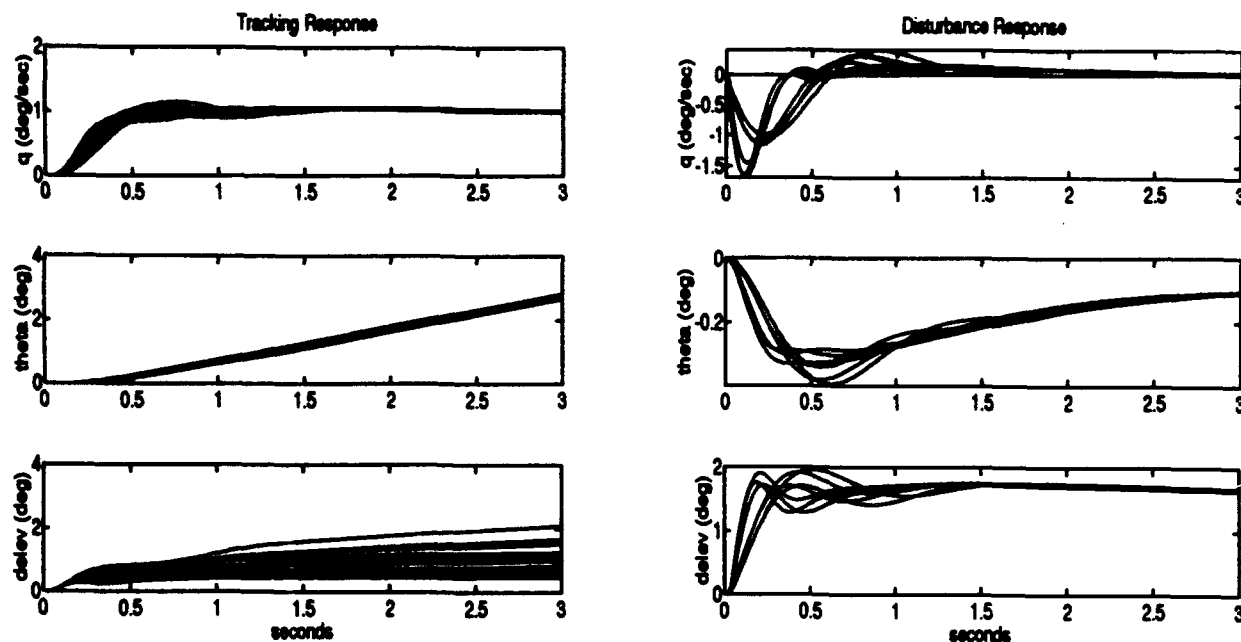 Tracking Response
2
1
0
q (deg/sec)
0 0.5 1 1.5 2 2.5 3
4
2
0
theta (deg)
0 0.5 1 1.5 2 2.5 3
4
2
0
delev (deg)
0 0.5 1 1.5 2 2.5 3
seconds
Disturbance Response
0
-0.5
-1
-1.5
q (deg/sec)
0 0.5 1 1.5 2 2.5 3
0
-0.2
theta (deg)
0 0.5 1 1.5 2 2.5 3
2
1
0
delev (deg)
0 0.5 1 1.5 2 2.5 3
seconds